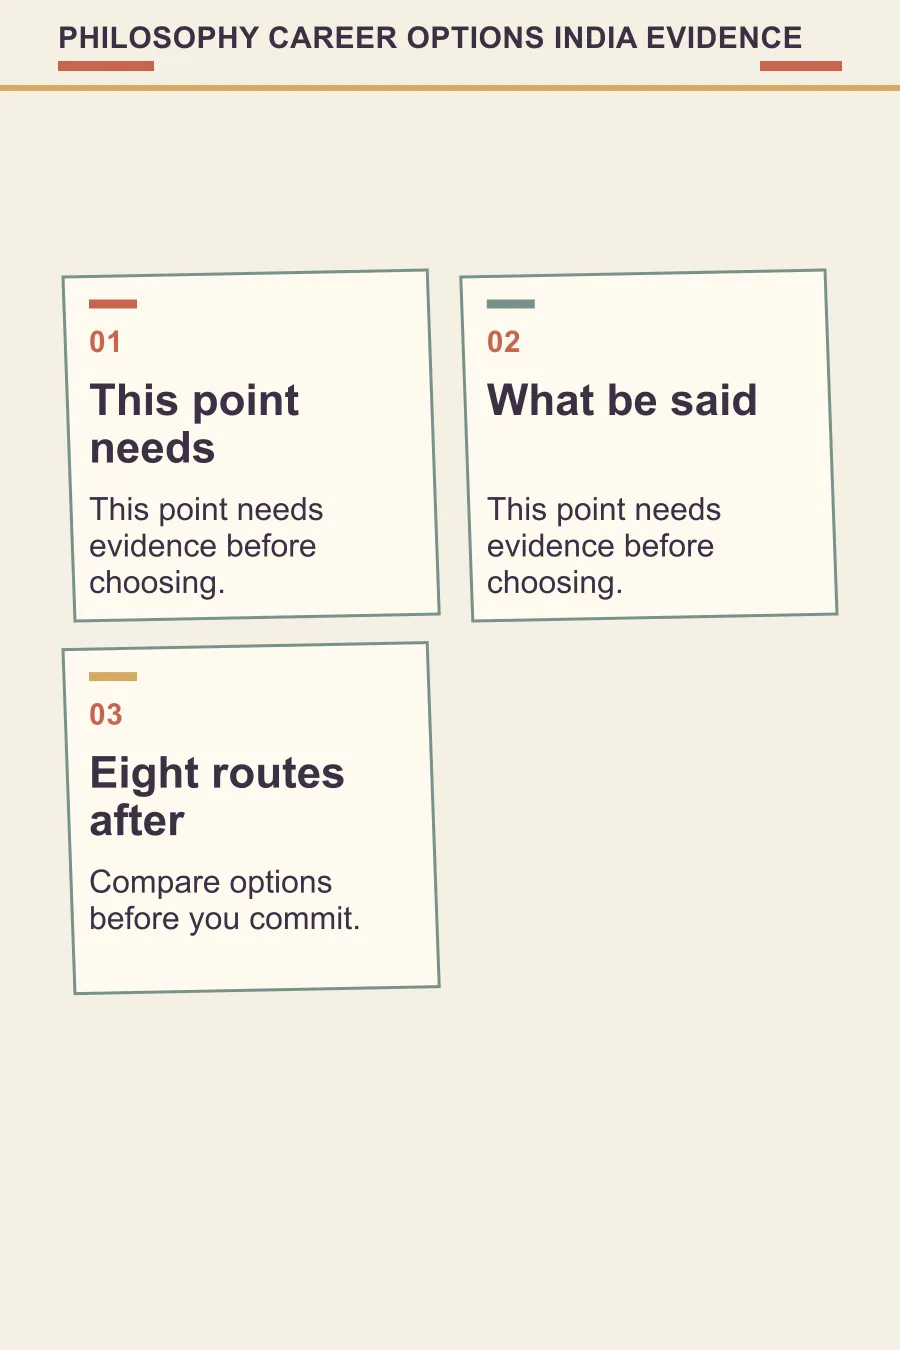 PHILOSOPHY CAREER OPTIONS INDIA EVIDENCE
01
This point
needs
This point needs
evidence before
choosing.
02
What be said
This point needs
evidence before
choosing.
03
Eight routes
after
Compare options
before you commit.